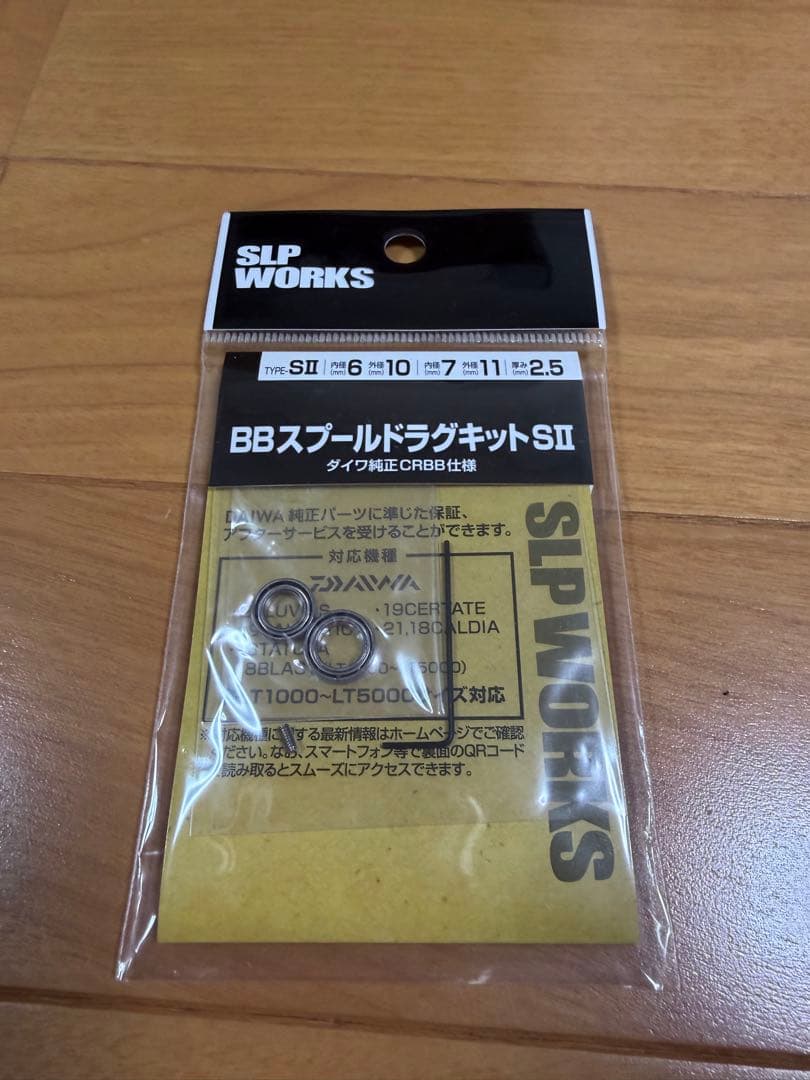 SLP
WORKS
TYPE-SⅡ 内径(mm)6 外径(mm)10 内径(mm)7 外径(mm)11 厚み(mm)2.5
BBスプールドラグキットSⅡ
ダイワ純正CRBB仕様
DAIWA 純正パーツに準じた保証、
アフターサービスを受けることができます。
対応機種
DAIWA
・19CERTATE
・21,18CALDIA
T1000〜LT5000サイズ対応
※対応機種に関する最新情報はホームページでご確認
ください。なお、スマートフォン等で裏面のQRコード
読み取るとスムーズにアクセスできます。
SLP WORKS